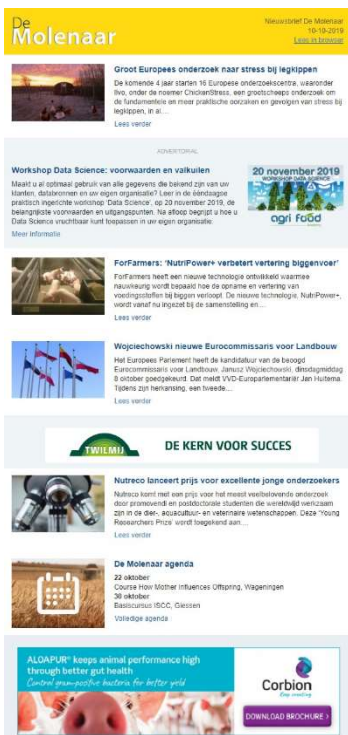 De
Molenaar
Nieuwsbrief De Molenaar
10-10-2019
Lees in browser
Groot Europees onderzoek naar stress bij legkippen
De komende 4 jaar starten 16 Europese onderzoekscentra, waaronder
Ilvo, onder de noemer ChickenStress, een grootscheeps onderzoek om
de fundamentele en meer praktische oorzaken en gevolgen van stress bij
legkippen, in al....
Lees verder
ADVERTORIAL
Workshop Data Science: voorwaarden en valkuilen
Maakt u al optimaal gebruik van alle gegevens die bekend zijn van uw
klanten, databronnen en uw eigen organisatie? Leer in de ééndaagse
praktisch ingerichte workshop 'Data Science', op 20 november 2019, de
belangrijkste voorwaarden en uitgangspunten. Na afloop begrijpt u hoe u
Data Science vruchtbaar kunt toepassen in uw eigen organisatie.
Meer informatie
20 november 2019
WORKSHOP DATA SCIENCE
agri food
ForFarmers: 'NutriPower+ verbetert vertering biggenvoer'
ForFarmers heeft een nieuwe technologie ontwikkeld waarmee
nauwkeurig wordt bepaald hoe de opname en vertering van
voedingsstoffen bij biggen verloopt. De nieuwe technologie, NutriPower+,
wordt vanaf nu ingezet bij de samenstelling en....
Lees verder
Wojciechowski nieuwe Eurocommissaris voor Landbouw
Het Europees Parlement heeft de kandidatuur van de beoogd
Eurocommissaris voor Landbouw, Janusz Wojciechowski, dinsdagmiddag
8 oktober goedgekeurd. Dat meldt VVD-Europarlementariër Jan Huitema.
Tijdens zijn herkansing, een tweede....
Lees verder
TWILMIJ
DE KERN VOOR SUCCES
Nutreco lanceert prijs voor excellente jonge onderzoekers
Nutreco komt met een prijs voor het meest veelbelovende onderzoek
door promovendi en postdoctorale studenten die wereldwijd werkzaam
zijn in de dier-, aquacultuur- en veterinaire wetenschappen. Deze 'Young
Researchers Prize' wordt toegekend aan....
Lees verder
De Molenaar agenda
22 oktober
Course How Mother Influences Offspring, Wageningen
30 oktober
Basiscursus ISCC, Giessen
Volledige agenda
ALOAPUR® keeps animal performance high
through better gut health
Control gram-positive bacteria for better yield
Corbion
Keep creating
DOWNLOAD BROCHURE >